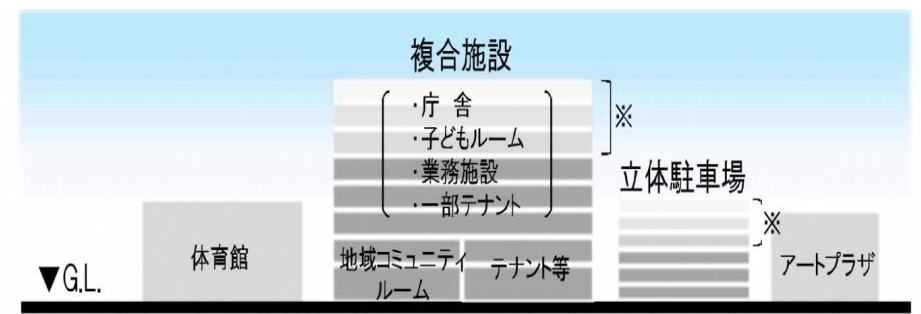 複合施設
・庁 舎
・子どもルーム
・業務施設
・一部テナント
※
立体駐車場
※
体育館
地域コミュニティ
ルーム
テナント等
アートプラザ
▼G.L.